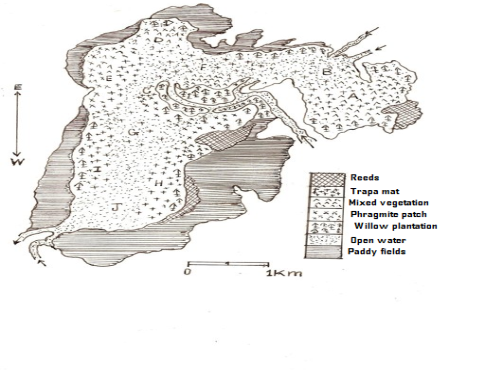 D
E
F
B
A
C
G
I
H
J
E
W
Reeds
Trapa mat
Mixed vegetation
Phragmite patch
Willow plantation
Open water
Paddy fields
0 1Km